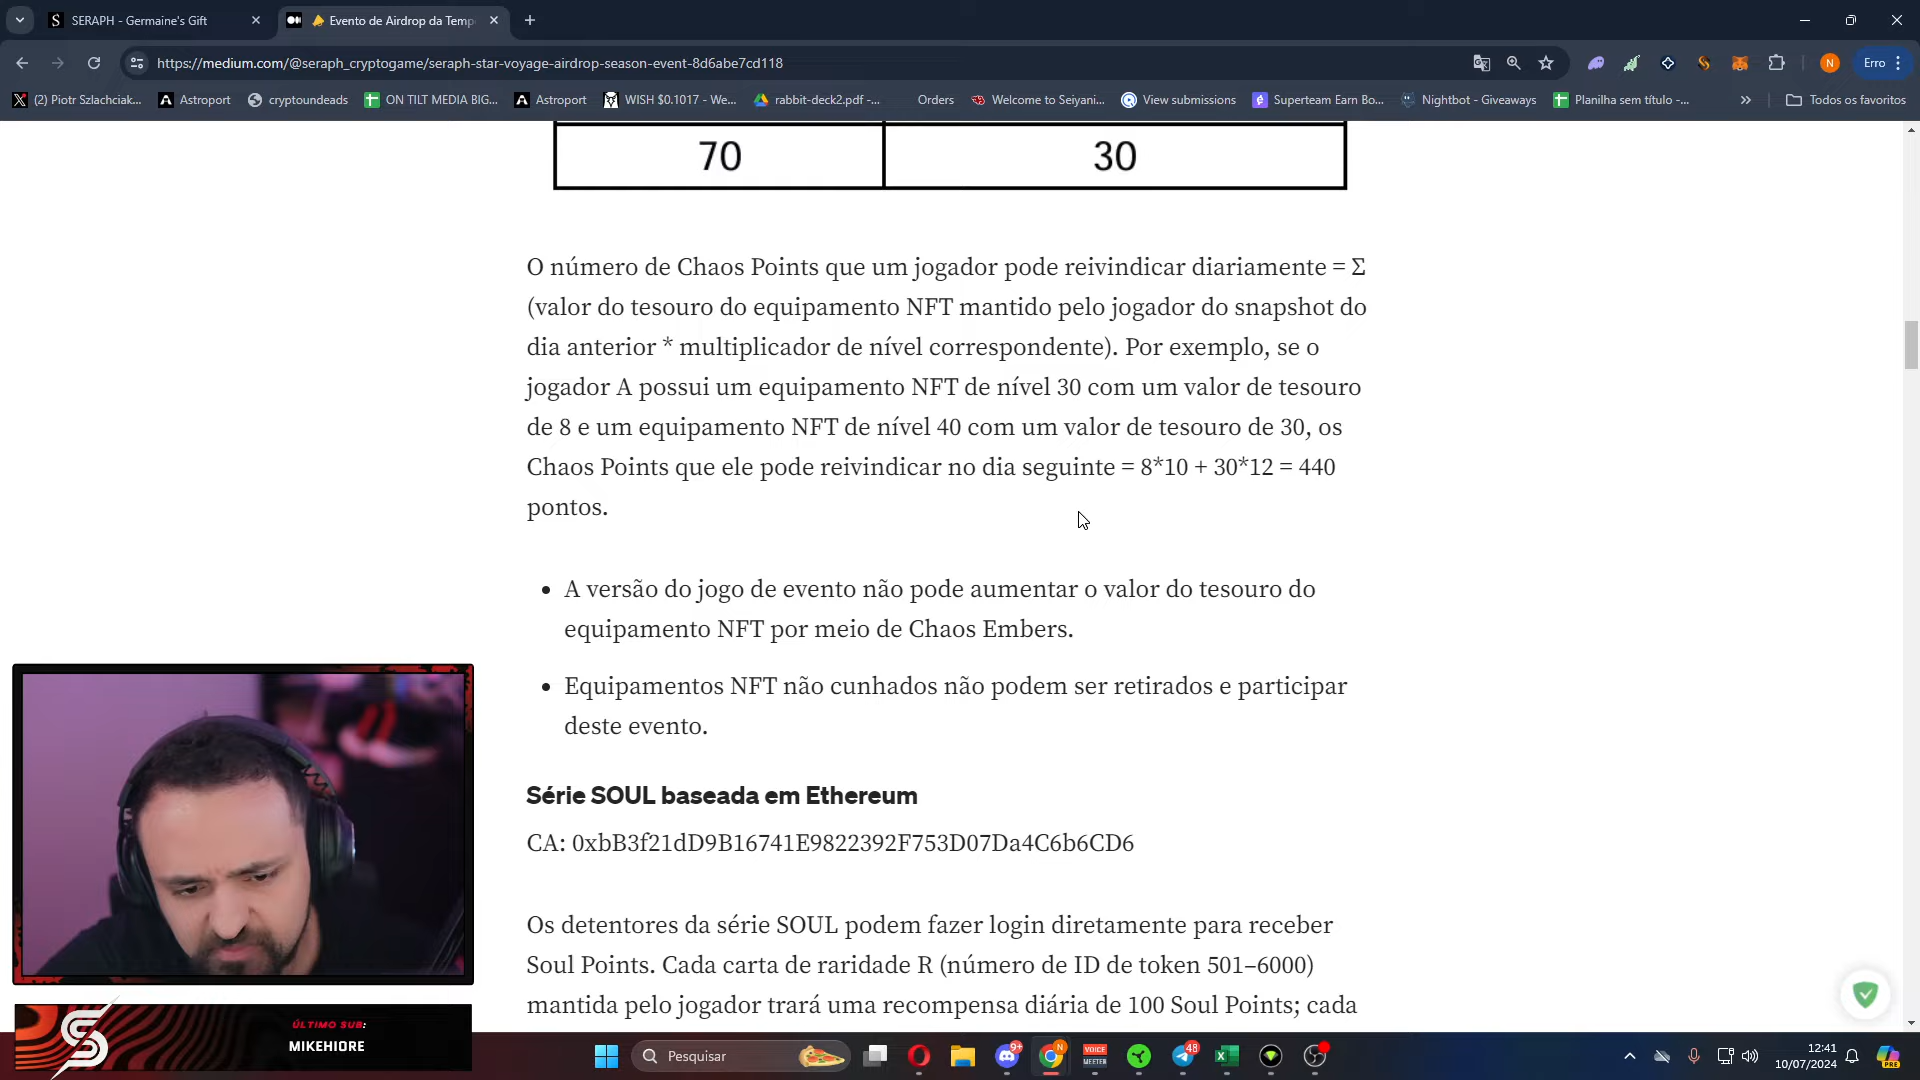 SERAPH - Germaine's Gift
Evento de Airdrop da Temp
https://medium.com/@seraph_cryptogame/seraph-star-voyage-airdrop-season-event-8d6abe7cd118
Erro
(2) Piotr Szlachciak...
Astroport
cryptoundeads
ON TILT MEDIA BIG...
Astroport
WISH $0.1017 - We...
rabbit-deck2.pdf -...
Orders
Welcome to Seiyani...
View submissions
Superteam Earn Bo...
Nightbot - Giveaways
Planilha sem título -...
»
Todos os favoritos
70 30
O número de Chaos Points que um jogador pode reivindicar diariamente = Σ
(valor do tesouro do equipamento NFT mantido pelo jogador do snapshot do
dia anterior * multiplicador de nível correspondente). Por exemplo, se o
jogador A possui um equipamento NFT de nível 30 com um valor de tesouro
de 8 e um equipamento NFT de nível 40 com um valor de tesouro de 30, os
Chaos Points que ele pode reivindicar no dia seguinte = 8*10 + 30*12 = 440
pontos.
• A versão do jogo de evento não pode aumentar o valor do tesouro do
equipamento NFT por meio de Chaos Embers.
• Equipamentos NFT não cunhados não podem ser retirados e participar
deste evento.
Série SOUL baseada em Ethereum
CA: 0xbB3f21dD9B16741E9822392F753D07Da4C6b6CD6
Os detentores da série SOUL podem fazer login diretamente para receber
Soul Points. Cada carta de raridade R (número de ID de token 501–6000)
mantida pelo jogador trará uma recompensa diária de 100 Soul Points; cada
ÚLTIMO SUB:
MIKEHIORE
Pesquisar
9+
N
VOICE
MEETER
48
12:41
10/07/2024
PRE